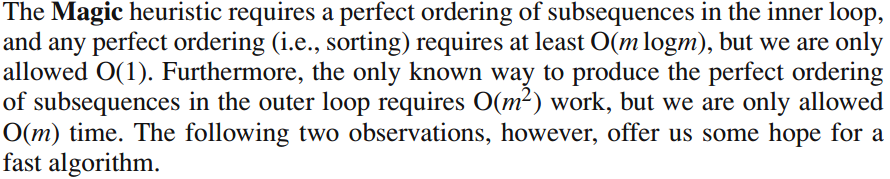 The Magic heuristic requires a perfect ordering of subsequences in the inner loop,
and any perfect ordering (i.e., sorting) requires at least O(m logm), but we are only
allowed O(1). Furthermore, the only known way to produce the perfect ordering
of subsequences in the outer loop requires O(m²) work, but we are only allowed
O(m) time. The following two observations, however, offer us some hope for a
fast algorithm.